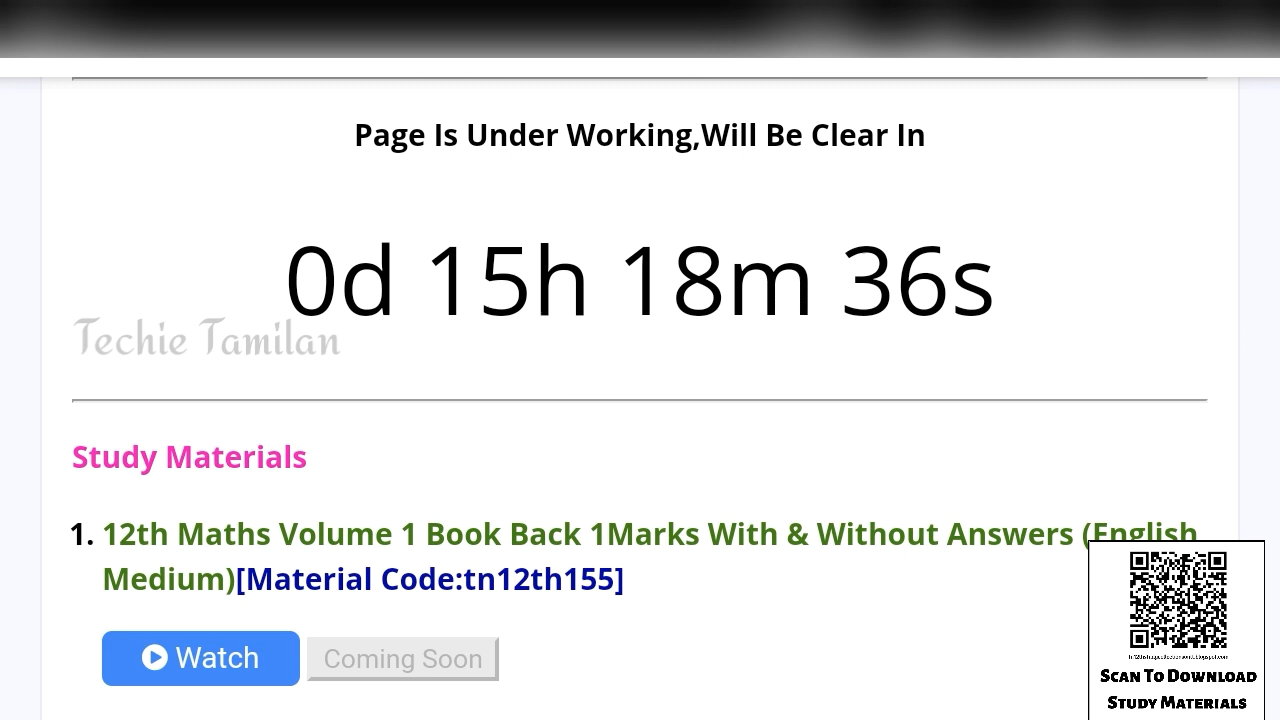 Page Is Under Working,Will Be Clear In
0d 15h 18m 36s
Techie Tamilan
Study Materials
1. 12th Maths Volume 1 Book Back 1Marks With & Without Answers (English
Medium)[Material Code:tn12th155]
Watch
Coming Soon
Scan To Download
Study Materials